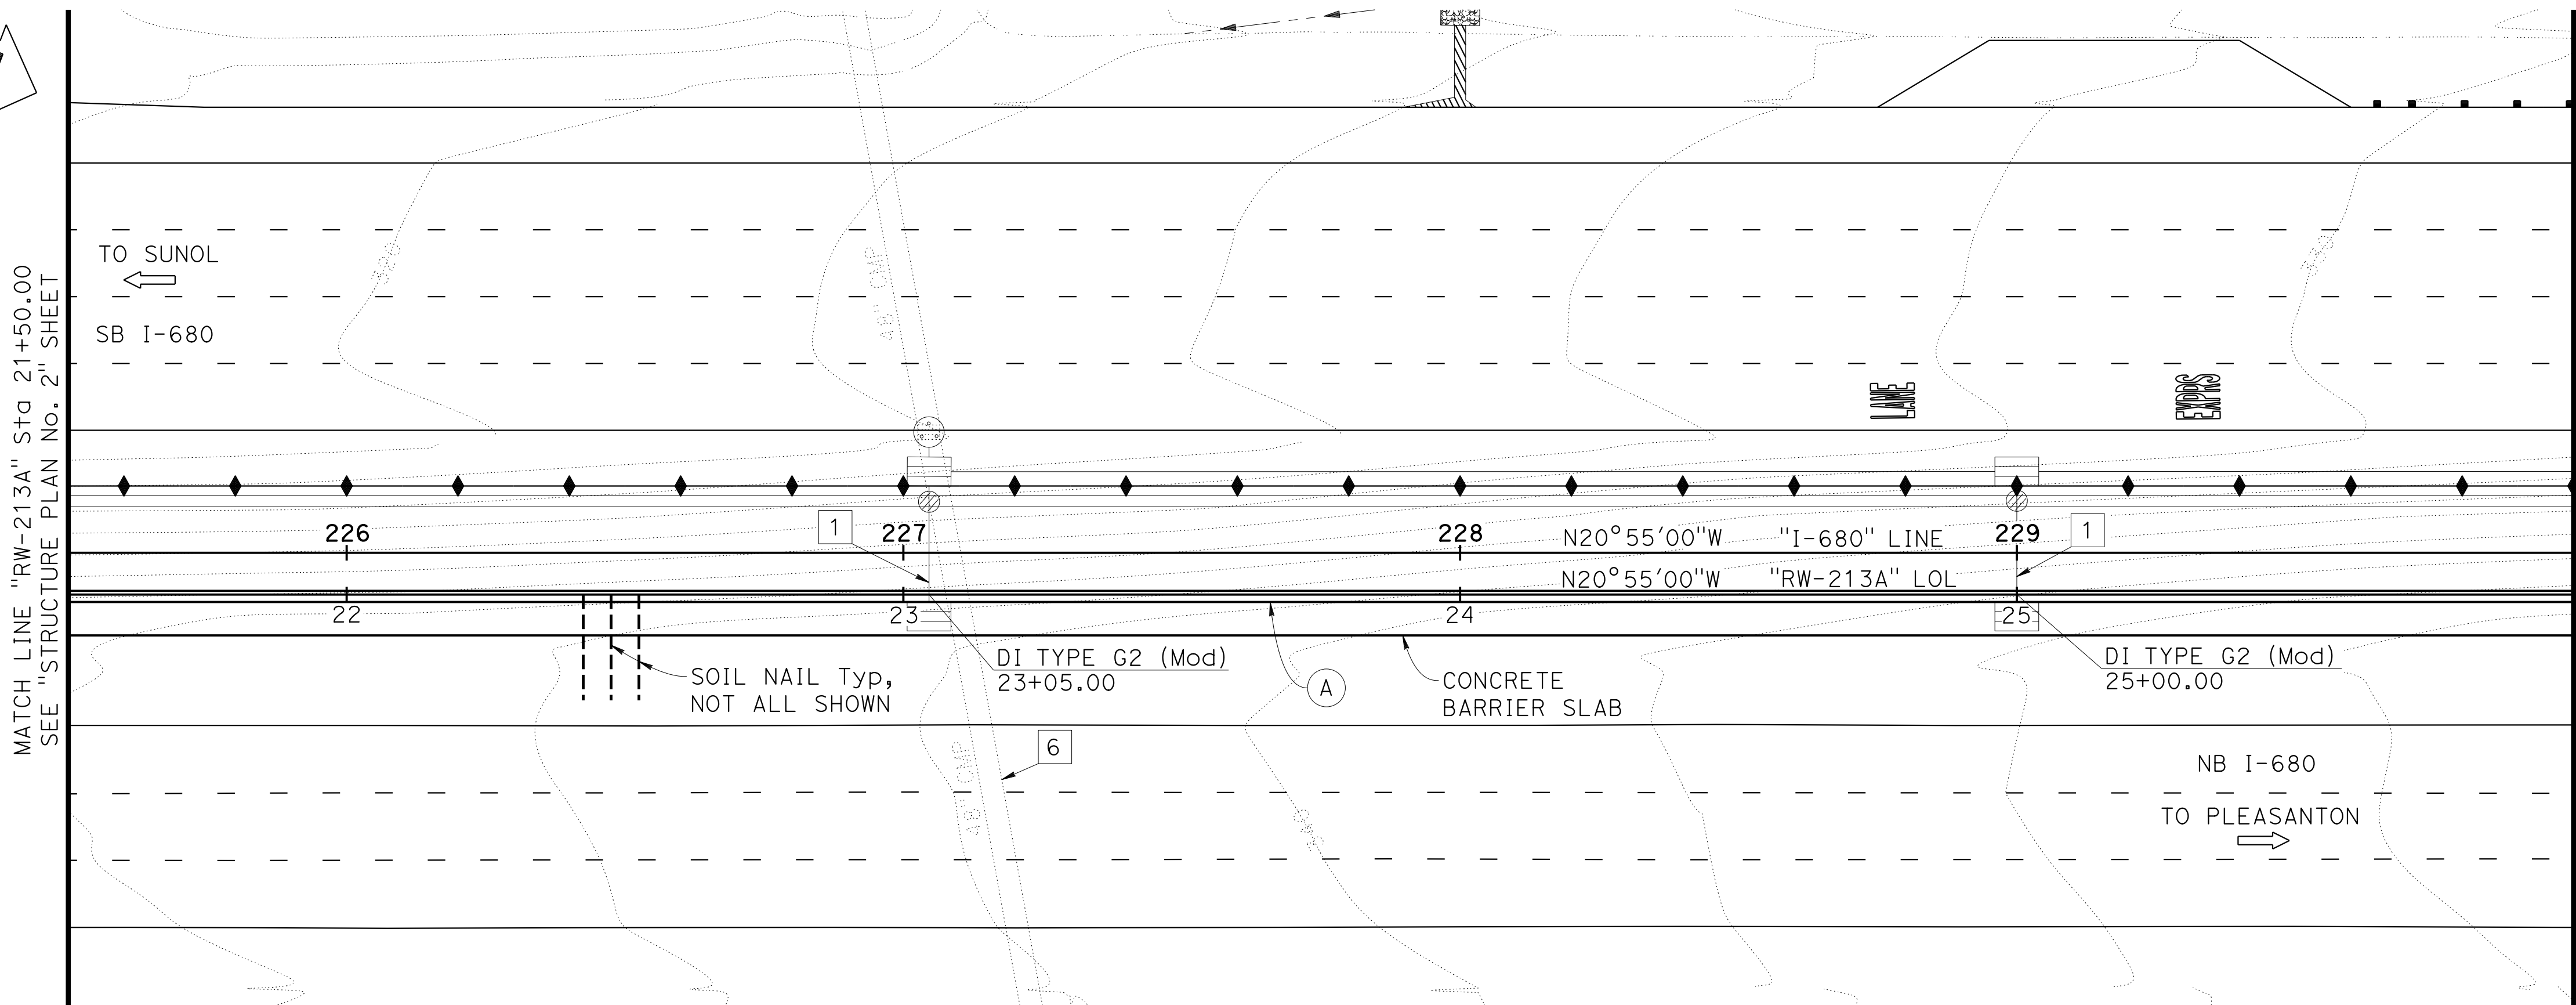 MATCH LINE "RW-213A" Sta 21+50.00
SEE "STRUCTURE PLAN No. 2" SHEET
TO SUNOL
SB I-680
48" CMP
LANE
EXPRS
226
227
228
229
1
1
N20°55'00"W "I-680" LINE
N20°55'00"W "RW-213A" LOL
22
23
24
25
SOIL NAIL Typ,
NOT ALL SHOWN
DI TYPE G2 (Mod)
23+05.00
A
CONCRETE
BARRIER SLAB
DI TYPE G2 (Mod)
25+00.00
6
48" CMP
NB I-680
TO PLEASANTON